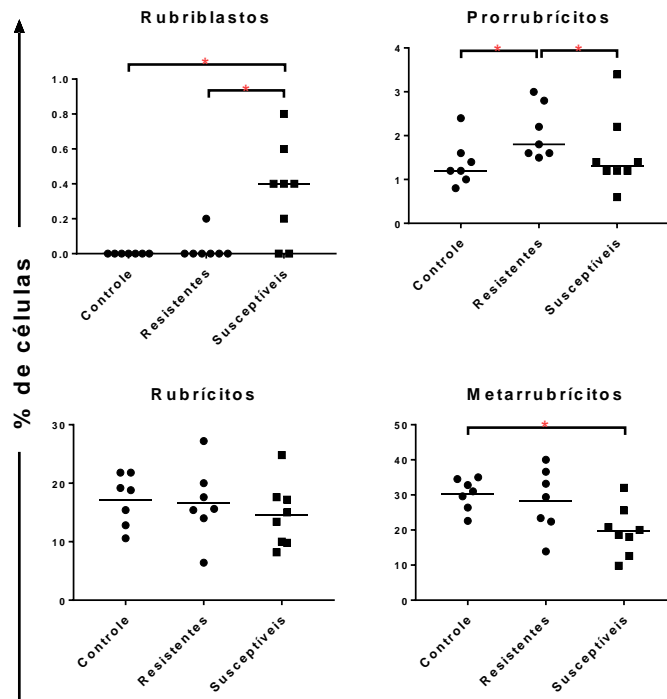 % de células
Rubriblastos
*
*
1.0
0.8
0.6
0.4
0.2
0.0
Controle
Resistentes
Susceptíveis
Prorrubrícitos
*
*
4
3
2
1
0
Controle
Resistentes
Susceptíveis
Rubrícitos
30
20
10
0
Controle
Resistentes
Susceptíveis
Metarrubrícitos
*
50
40
30
20
10
0
Controle
Resistentes
Susceptíveis